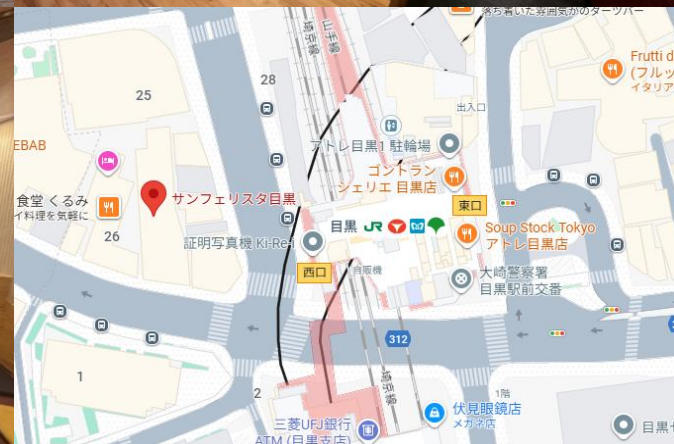 落ち着いた雰囲気のダーツバー
山手線
埼京線
Frutti d
(フルッ
イタリア
25
28
出入口
EBAB
アトレ目黒1 駐輪場
ゴントラン
シェリエ 目黒店
食堂 くるみ
イ料理を気軽に
サンフェリスタ目黒
26
東口
目黒 JR
Soup Stock Tokyo
アトレ目黒店
証明写真機 Ki-Re-i
西口
自販機
大崎警察署
目黒駅前交番
312
1
2
埼京線
1階
三菱UFJ銀行
ATM (目黒支店)
伏見眼鏡店
メガネ店
目黒セ